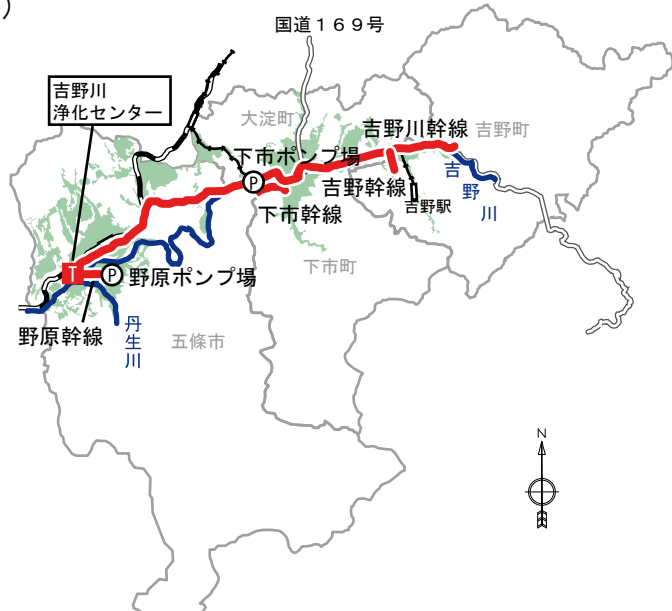 )
国道１６９号
吉野川
浄化センター
大淀町
吉野川幹線
吉野町
下市ポンプ場
吉野幹線
吉野川
吉野駅
下市幹線
下市町
T
P
P
野原ポンプ場
野原幹線
丹生川
五條市
N